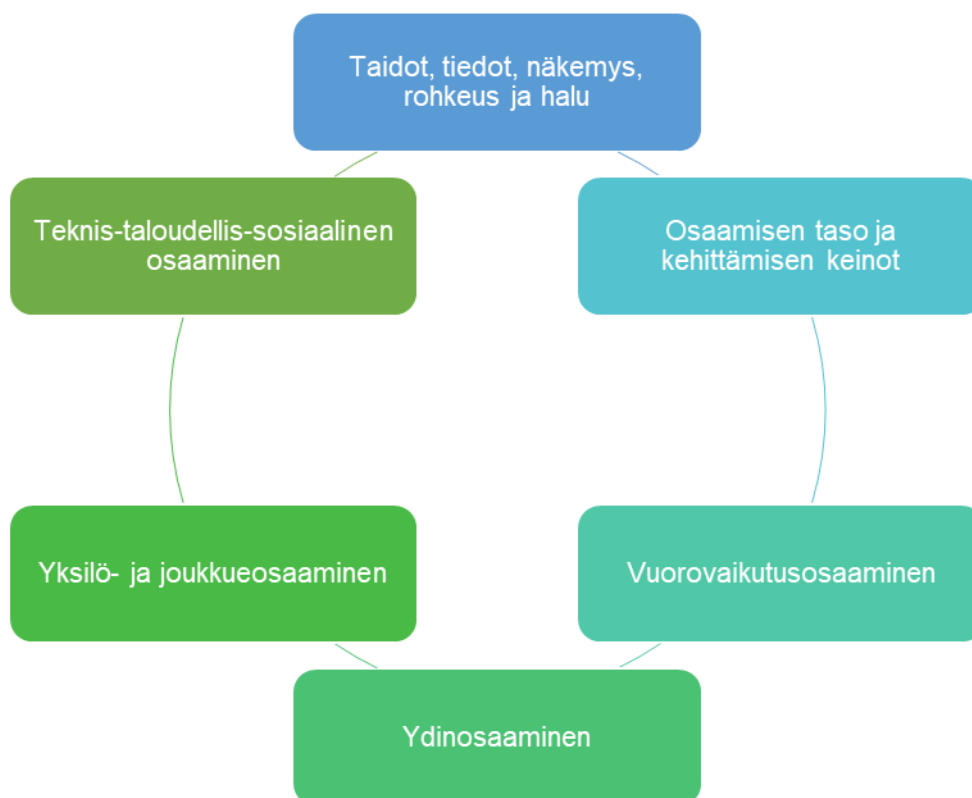 Taidot, tiedot, näkemys,
rohkeus ja halu
Osaamisen taso ja
kehittämisen keinot
Vuorovaikutusosaaminen
Ydinosaaminen
Yksilö- ja joukkueosaaminen
Teknis-taloudellis-sosiaalinen
osaaminen